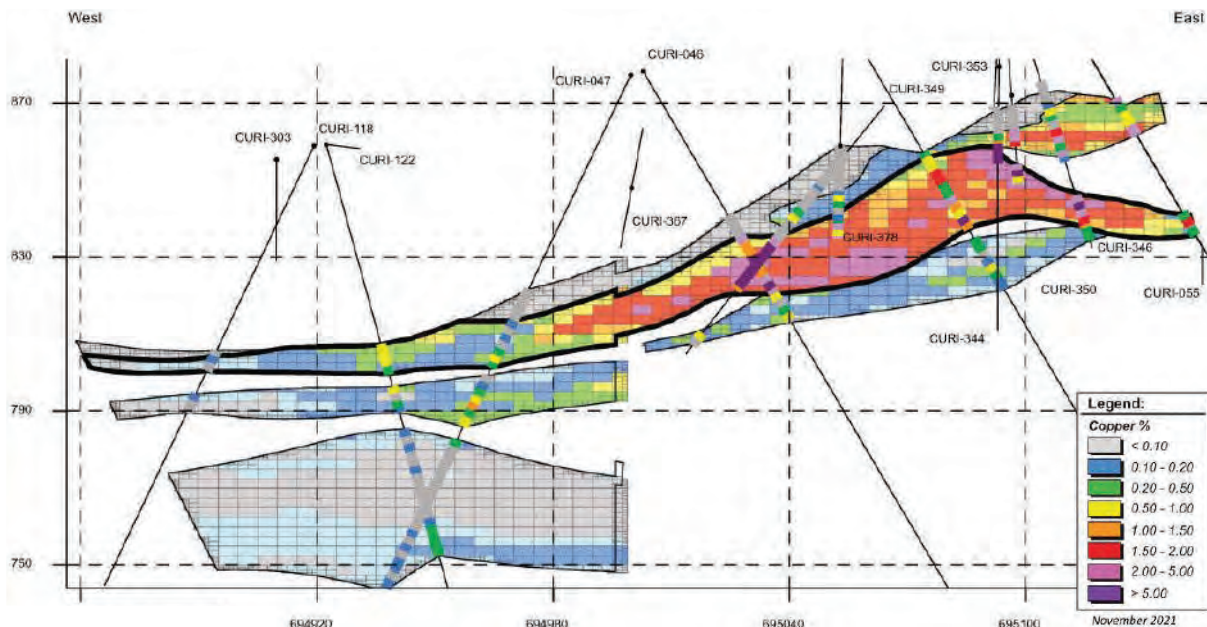 West
East
CURI-046
CURI-353
CURI-047
CURI-349
870
CURI-118
CURI-303
CURI-122
CURI-367
CURI-378
830
CURI-346
CURI-350
CURI-055
CURI-344
790
Legend:
Copper %
< 0.10
0.10 - 0.20
0.20 - 0.50
0.50 - 1.00
1.00 - 1.50
1.50 - 2.00
2.00 - 5.00
> 5.00
750
694920
694980
695040
695100
November 2021